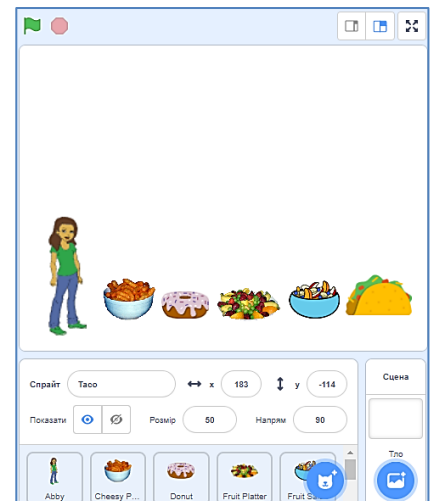 Спрайт Taco x 183 y -114
Сцена
Показати Розмір 50 Напрям 90
Тло
Abby Cheesy P... Donut Fruit Platter Fruit S